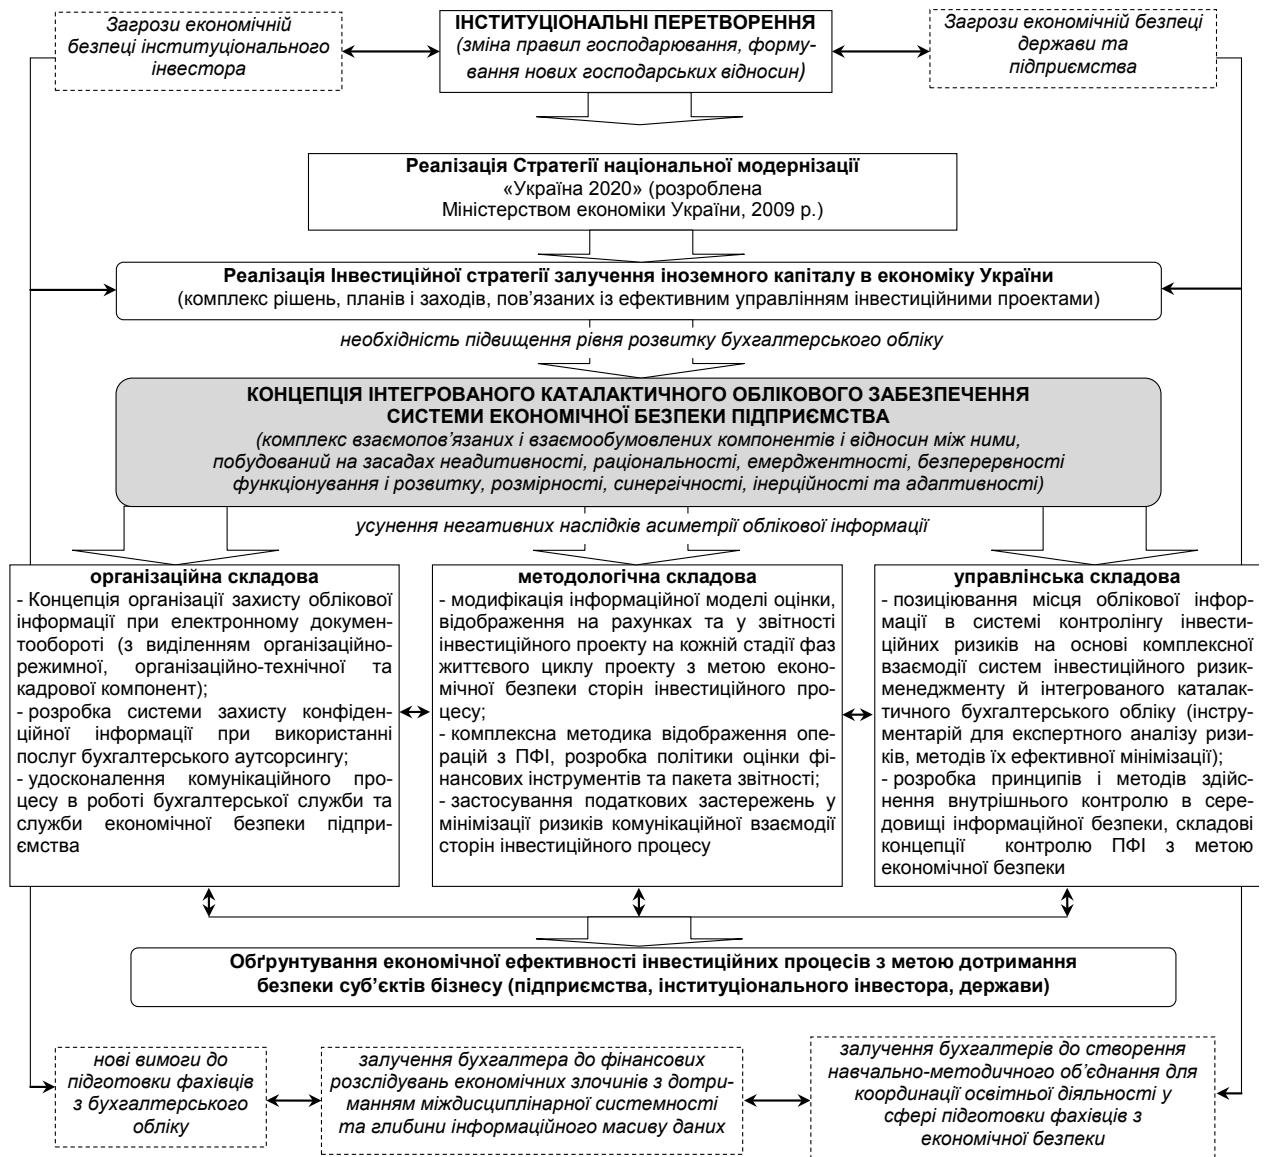 Загрози економічній
безпеці інституціонального
інвестора
ІНСТИТУЦІОНАЛЬНІ ПЕРЕТВОРЕННЯ
(зміна правил господарювання, форму-
вання нових господарських відносин)
Загрози економічній безпеці
держави та
підприємства
Реалізація Стратегії національної модернізації
«Україна 2020» (розроблена
Міністерством економіки України, 2009 р.)
Реалізація Інвестиційної стратегії залучення іноземного капіталу в економіку України
(комплекс рішень, планів і заходів, пов’язаних із ефективним управлінням інвестиційними проектами)
необхідність підвищення рівня розвитку бухгалтерського обліку
КОНЦЕПЦІЯ ІНТЕГРОВАНОГО КАТАЛАКТИЧНОГО ОБЛІКОВОГО ЗАБЕЗПЕЧЕННЯ
СИСТЕМИ ЕКОНОМІЧНОЇ БЕЗПЕКИ ПІДПРИЄМСТВА
(комплекс взаємопов’язаних і взаємообумовлених компонентів і відносин між ними,
побудований на засадах неадитивності, раціональності, емерджентності, безперервності
функціонування і розвитку, розмірності, синергічності, інерційності та адаптивності)
усунення негативних наслідків асиметрії облікової інформації
організаційна складова
- Концепція організації захисту облікової
інформації при електронному докумен-
тообороті (з виділенням організаційно-
режимної, організаційно-технічної та
кадрової компонент);
- розробка системи захисту конфіден-
ційної інформації при використанні
послуг бухгалтерського аутсорсингу;
- удосконалення комунікаційного про-
цесу в роботі бухгалтерської служби та
служби економічної безпеки підпри-
ємства
методологічна складова
- модифікація інформаційної моделі оцінки,
відображення на рахунках та у звітності
інвестиційного проекту на кожній стадії фаз
життєвого циклу проекту з метою еконо-
мічної безпеки сторін інвестиційного про-
цесу;
- комплексна методика відображення опе-
рацій з ПФІ, розробка політики оцінки фі-
нансових інструментів та пакета звітності;
- застосування податкових застережень у
мінімізації ризиків комунікаційної взаємодії
сторін інвестиційного процесу
управлінська складова
- позиціювання місця облікової інфор-
мації в системі контролінгу інвести-
ційних ризиків на основі комплексної
взаємодії систем інвестиційного ризик-
менеджменту й інтегрованого каталак-
тичного бухгалтерського обліку (інстру-
ментарій для експертного аналізу ризи-
ків, методів їх ефективної мінімізації);
- розробка принципів і методів здійс-
нення внутрішнього контролю в сере-
довищі інформаційної безпеки, складові
концепції контролю ПФІ з метою
економічної безпеки
Обґрунтування економічної ефективності інвестиційних процесів з метою дотримання
безпеки суб’єктів бізнесу (підприємства, інституціонального інвестора, держави)
нові вимоги до
підготовки фахівців
з бухгалтерського
обліку
залучення бухгалтера до фінансових
розслідувань економічних злочинів з дотри-
манням міждисциплінарної системності
та глибини інформаційного масиву даних
залучення бухгалтерів до створення
навчально-методичного об’єднання для
координації освітньої діяльності у
сфері підготовки фахівців з
економічної безпеки